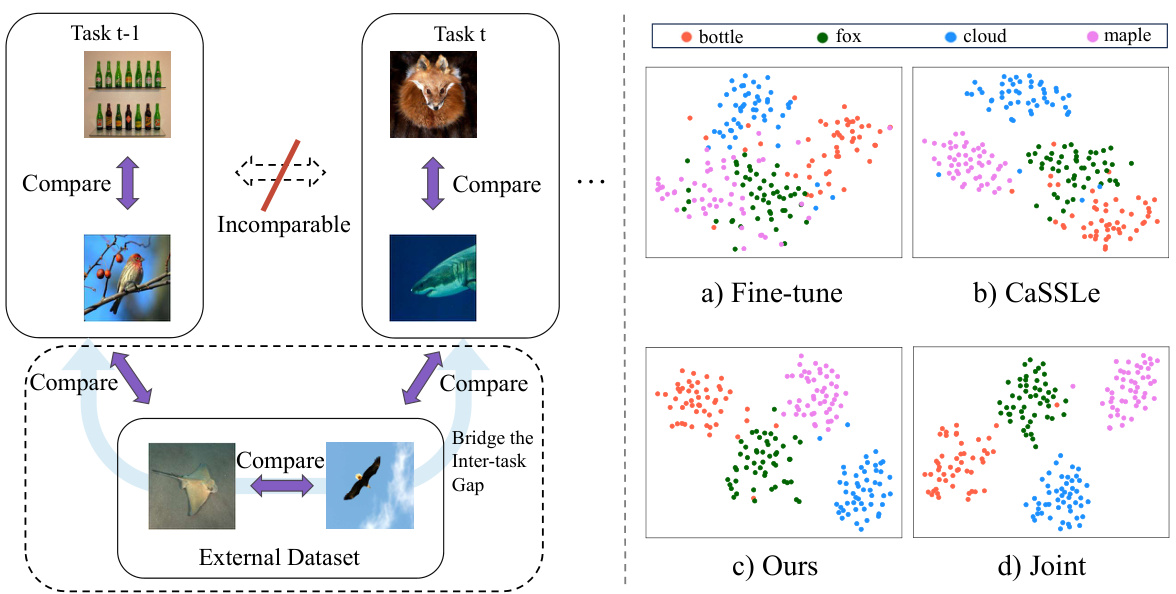 Task t-1
Task t
Compare
Compare
Incomparable
...
Compare
Compare
Compare
Bridge the
Inter-task
Gap
External Dataset
bottle
fox
cloud
maple
a) Fine-tune
b) CaSSLe
c) Ours
d) Joint